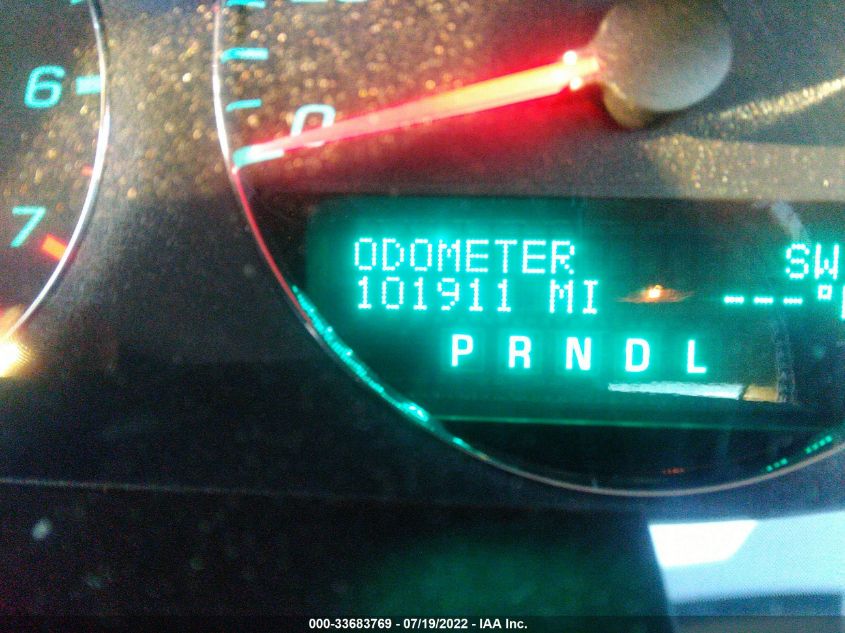 6
7
0
ODOMETER SW
101911 MI ---°
P R N D L
000-33683769 - 07/19/2022 - IAA Inc.